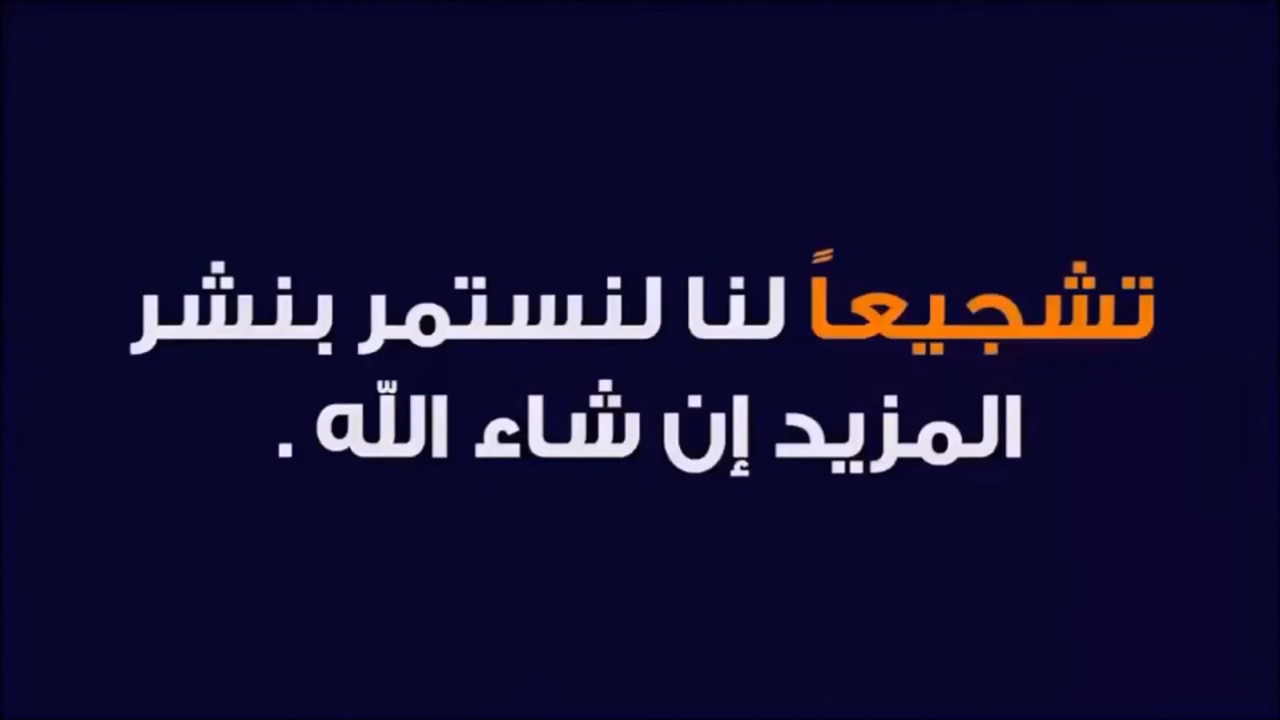 تشجيعاً لنا لنستمر بنشر
المزيد إن شاء اللّه .